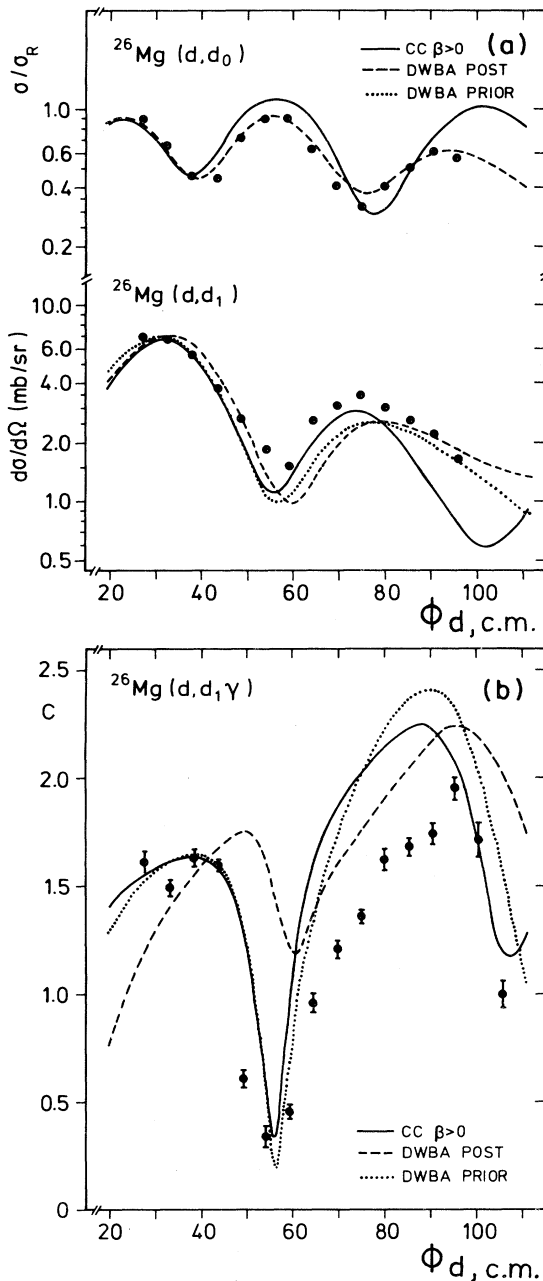 ²⁶Mg (d,d₀) (a)
CC β>0
DWBA POST
DWBA PRIOR
σ/σ_R
1.0
0.6
0.4
0.2
²⁶Mg (d,d₁)
dσ/dΩ (mb/sr)
10.0
6.0
4.0
2.0
1.0
0.5
20 40 60 80 100
Φ d, c.m.
²⁶Mg (d,d₁γ) (b)
C
2.5
2.0
1.5
1.0
0.5
0
CC β>0
DWBA POST
DWBA PRIOR
20 40 60 80 100
Φ d, c.m.